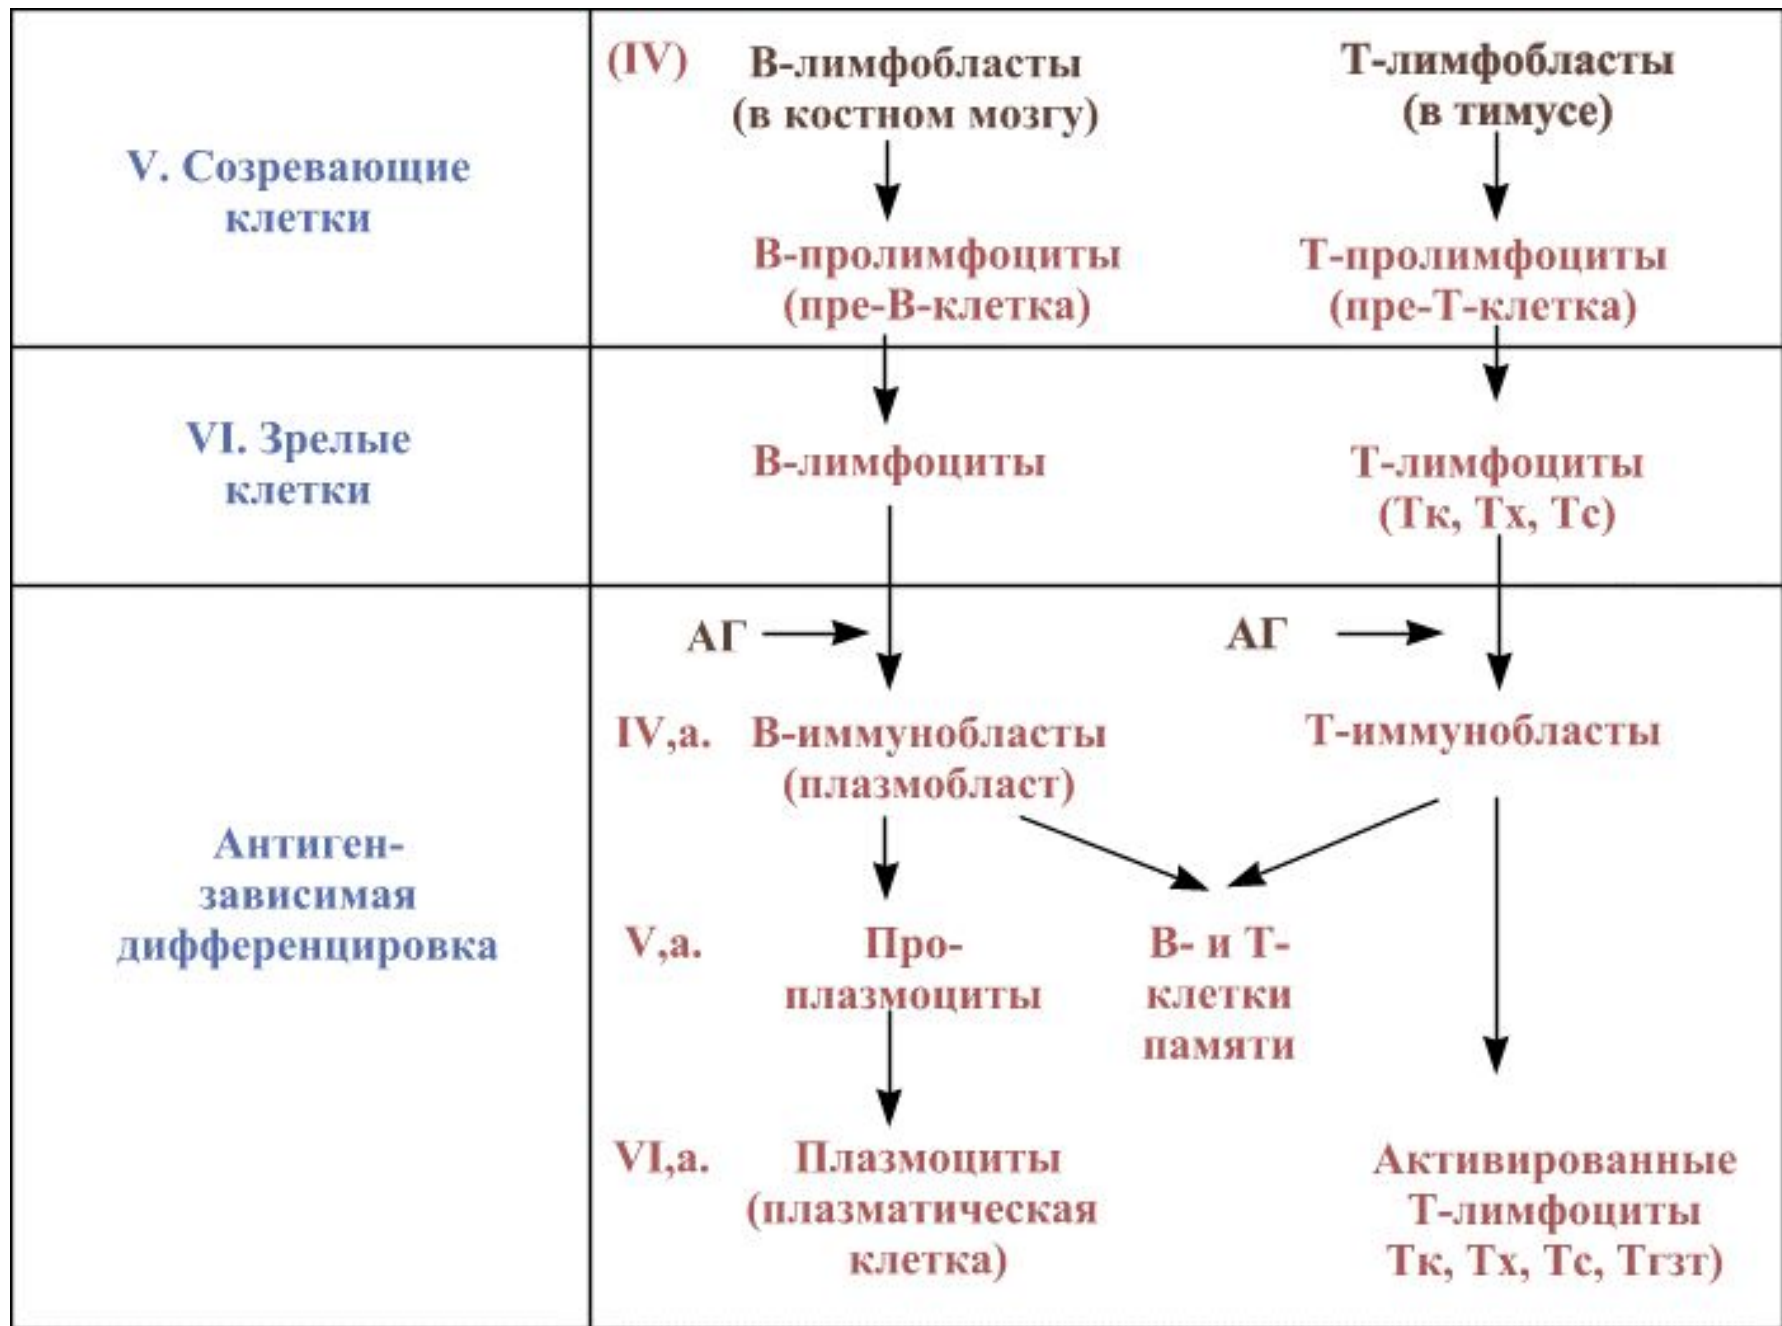 V. Созревающие
клетки
(IV)
В-лимфобласты
(в костном мозгу)
Т-лимфобласты
(в тимусе)
В-пролимфоциты
(пре-В-клетка)
Т-пролимфоциты
(пре-Т-клетка)
VI. Зрелые
клетки
В-лимфоциты
Т-лимфоциты
(Тк, Тх, Тс)
Антиген-
зависимая
дифференцировка
АГ
АГ
IV,а.
В-иммунобласты
(плазмобласт)
Т-иммунобласты
V,а.
Про-
плазмоциты
В- и Т-
клетки
памяти
VI,а.
Плазмоциты
(плазматическая
клетка)
Активированные
Т-лимфоциты
Тк, Тх, Тс, Тгзт)